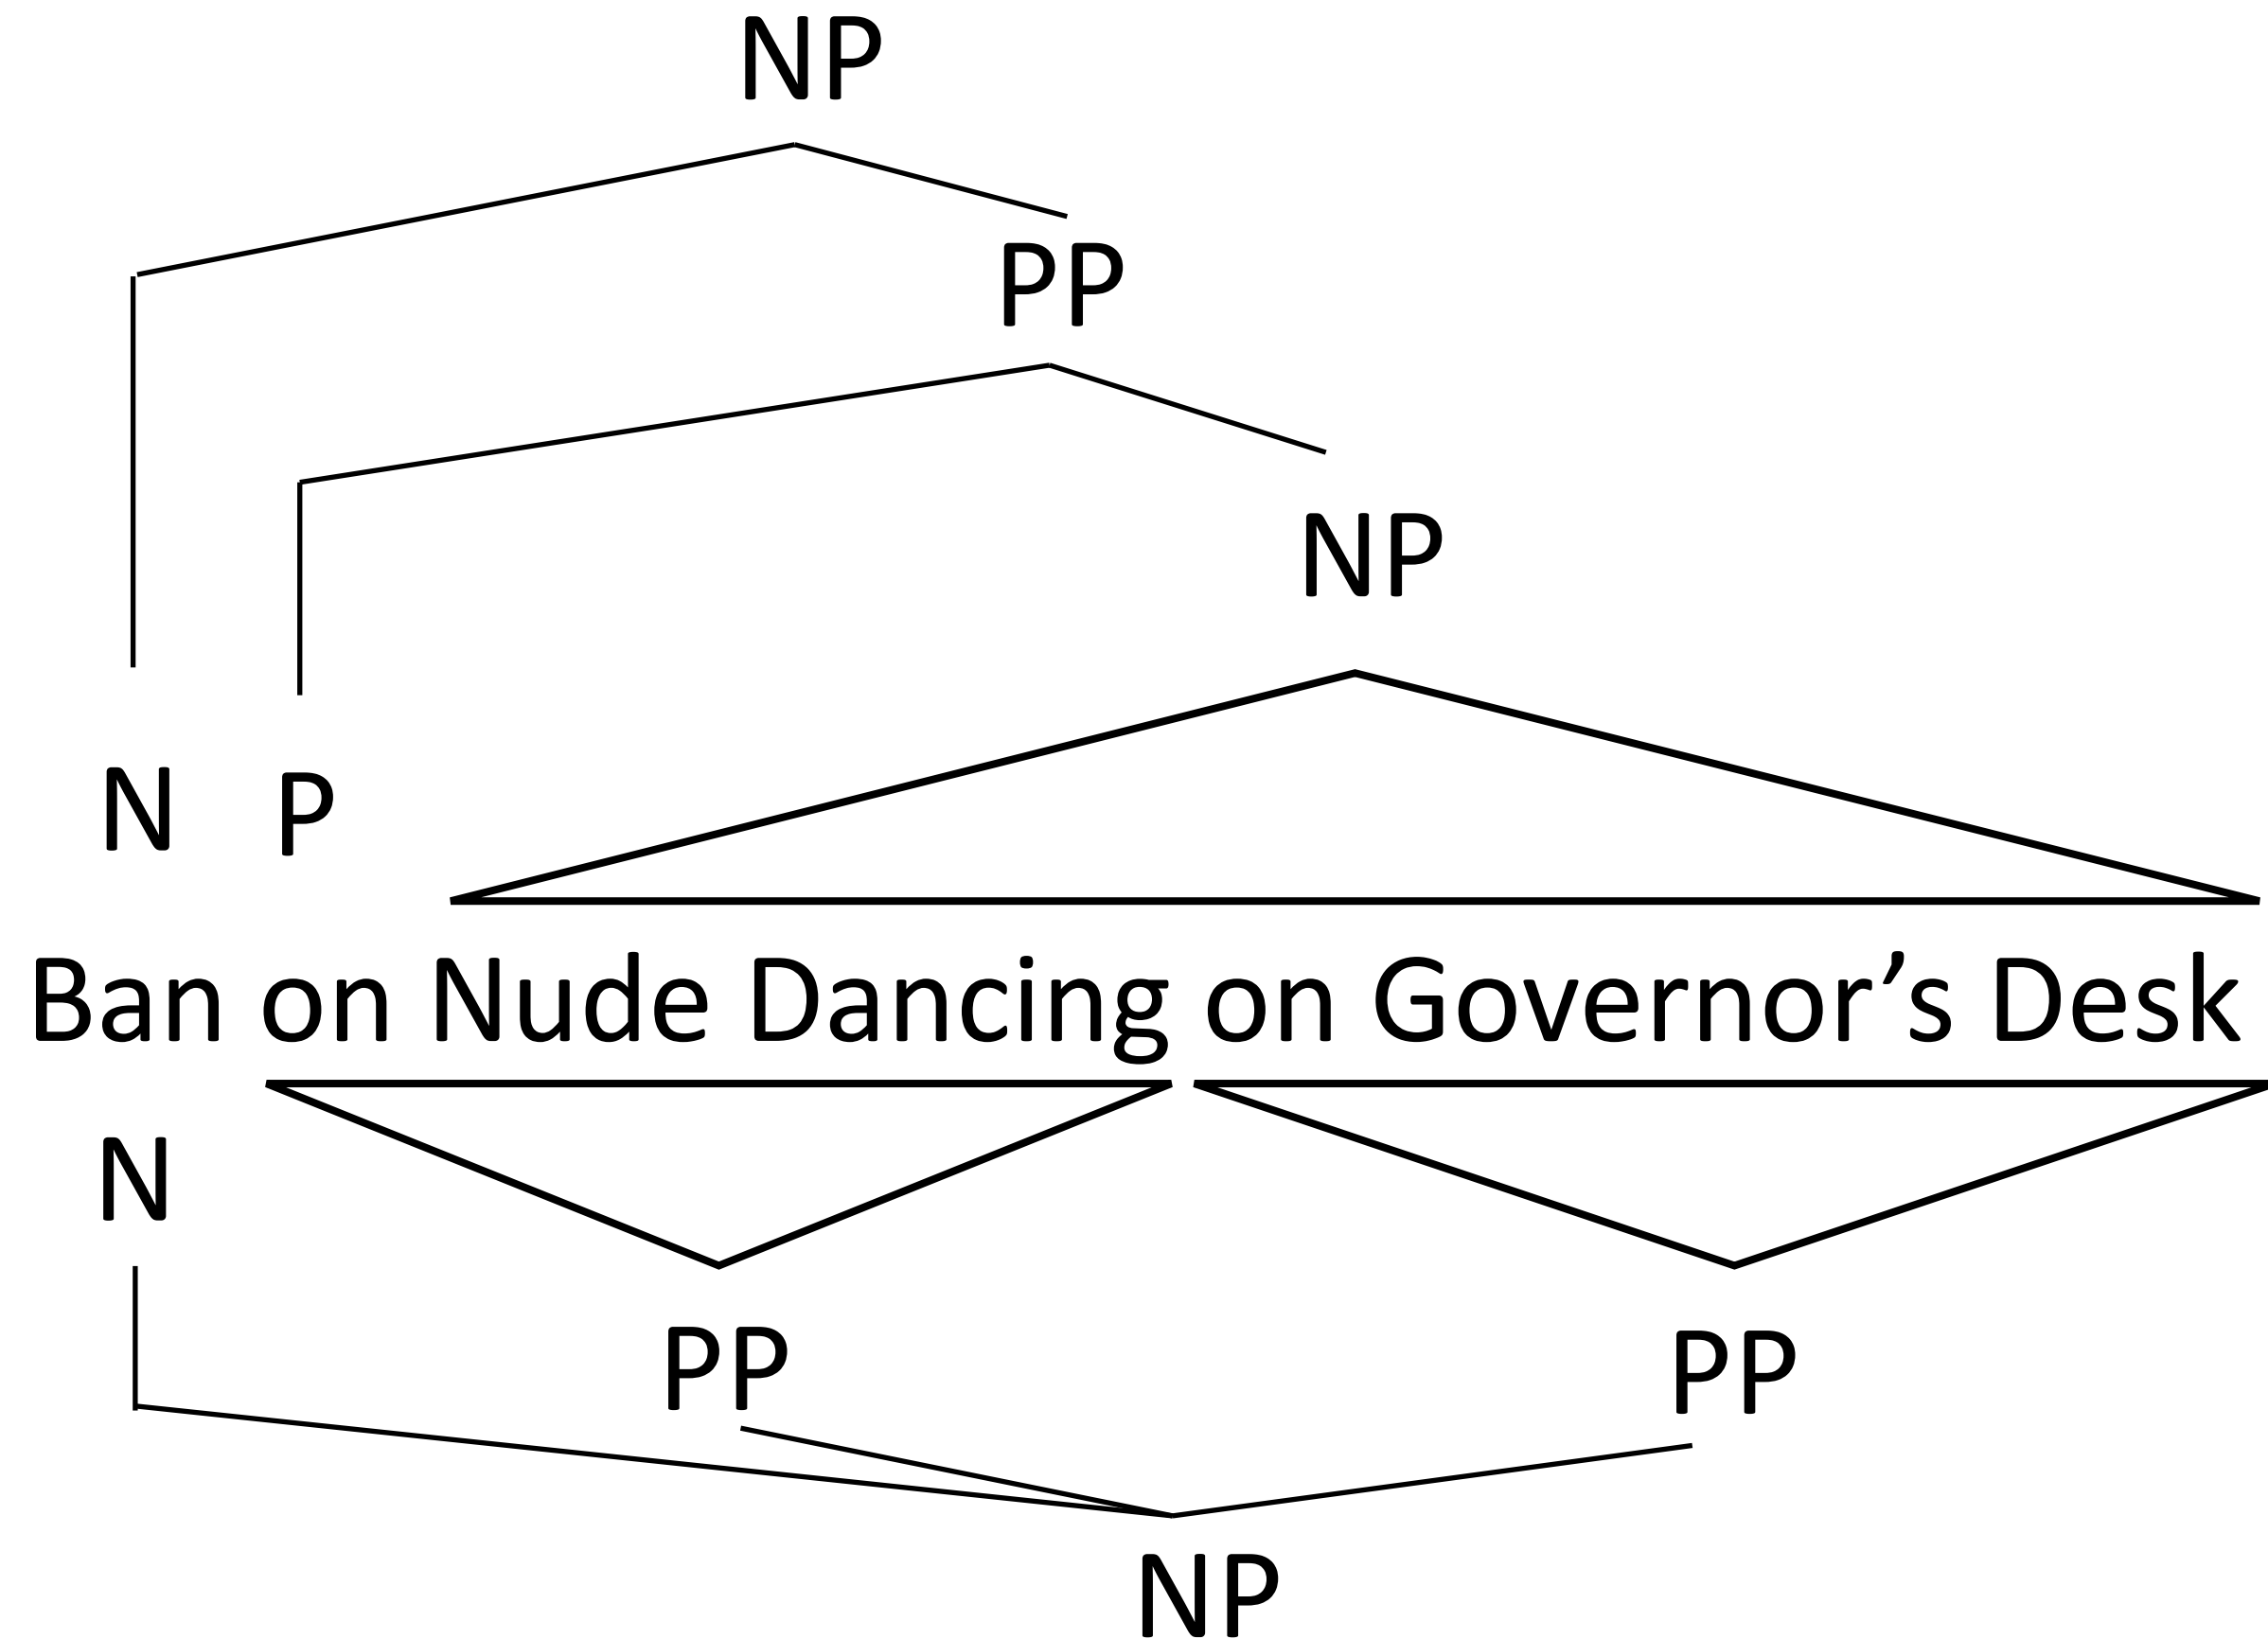 NP
PP
NP
N P
Ban on Nude Dancing on Governor’s Desk
N
PP PP
NP